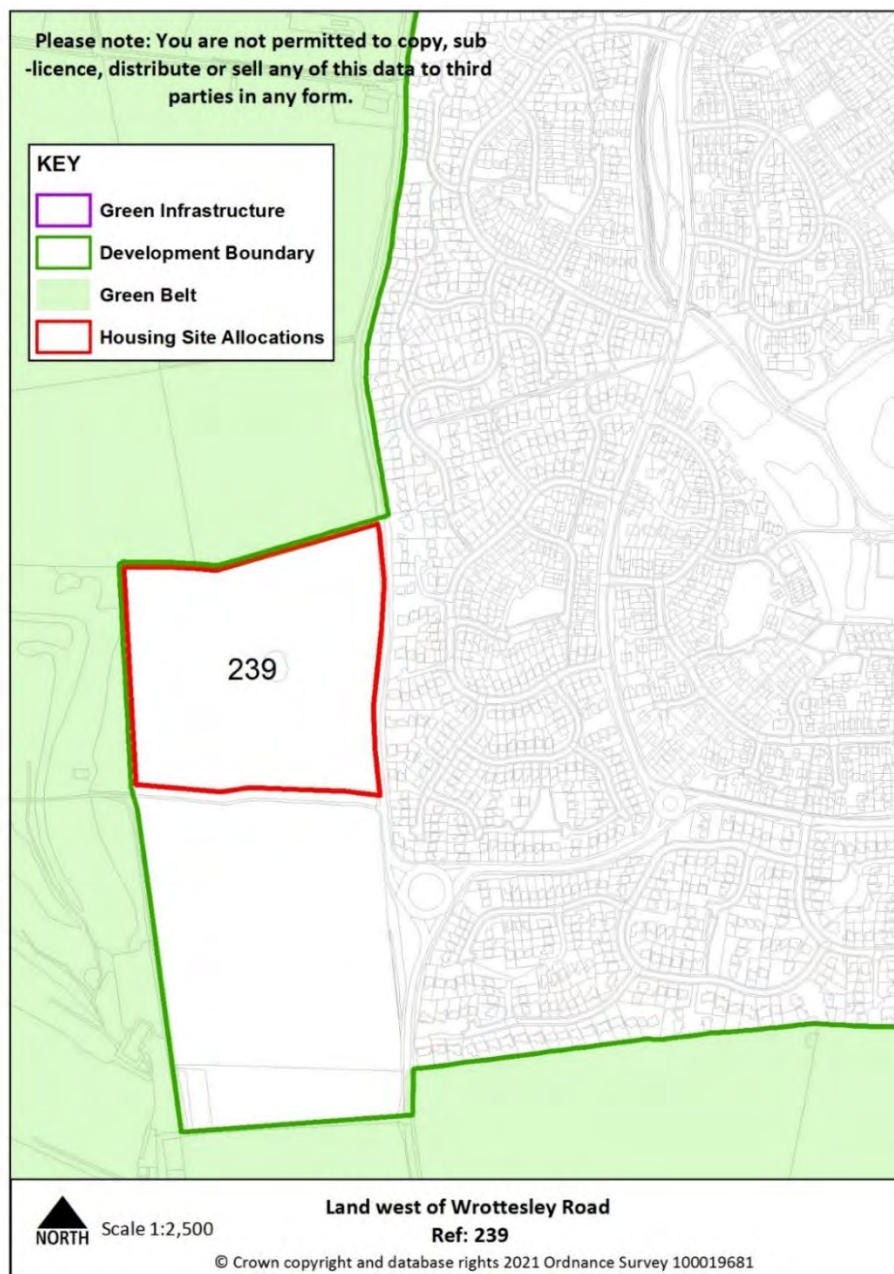 Please note: You are not permitted to copy, sub
-licence, distribute or sell any of this data to third
parties in any form.
KEY
Green Infrastructure
Development Boundary
Green Belt
Housing Site Allocations
239
NORTH
Scale 1:2,500
Land west of Wrottesley Road
Ref: 239
© Crown copyright and database rights 2021 Ordnance Survey 100019681